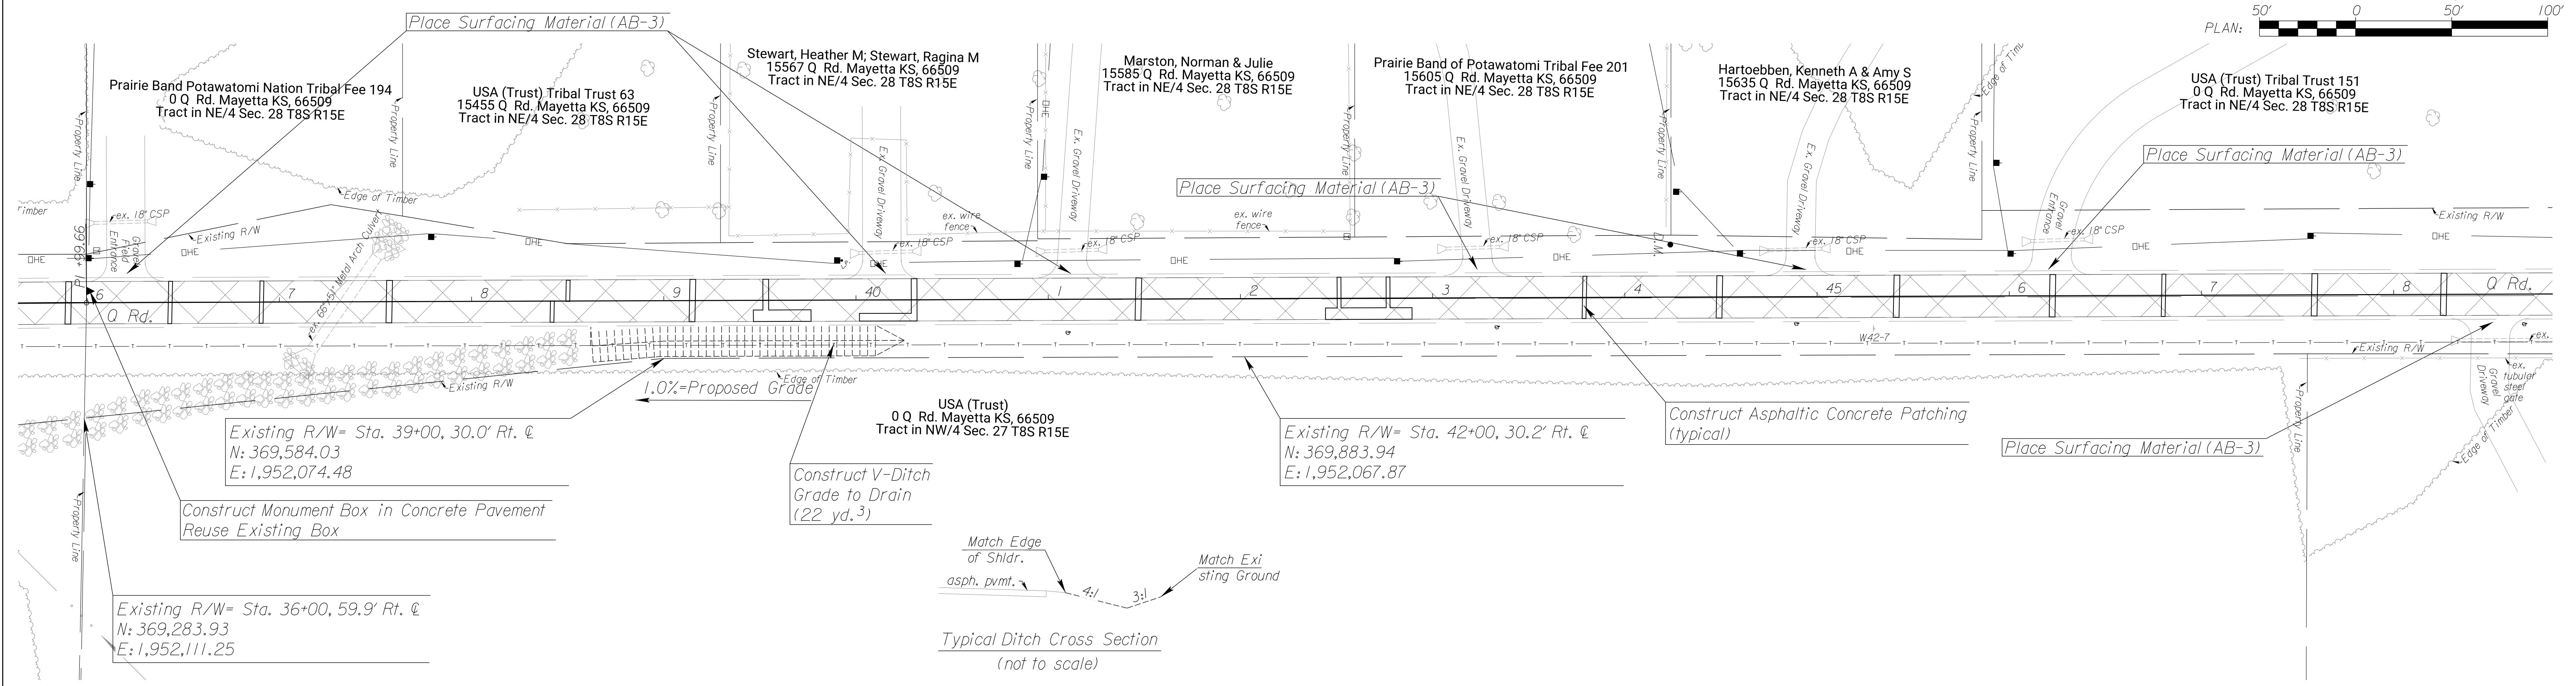 Place Surfacing Material (AB-3)
50' 0 50' 100'
PLAN:
Prairie Band Potawatomi Nation Tribal Fee 194
0 Q Rd. Mayetta KS, 66509
Tract in NE/4 Sec. 28 T8S R15E
USA (Trust) Tribal Trust 63
15455 Q Rd. Mayetta KS, 66509
Tract in NE/4 Sec. 28 T8S R15E
Stewart, Heather M; Stewart, Ragina M
15567 Q Rd. Mayetta KS, 66509
Tract in NE/4 Sec. 28 T8S R15E
Marston, Norman & Julie
15585 Q Rd. Mayetta KS, 66509
Tract in NE/4 Sec. 28 T8S R15E
Prairie Band of Potawatomi Tribal Fee 201
15605 Q Rd. Mayetta KS, 66509
Tract in NE/4 Sec. 28 T8S R15E
Hartoebben, Kenneth A & Amy S
15635 Q Rd. Mayetta KS, 66509
Tract in NE/4 Sec. 28 T8S R15E
USA (Trust) Tribal Trust 151
0 Q Rd. Mayetta KS, 66509
Tract in NE/4 Sec. 28 T8S R15E
Edge of Timb
Property Line
Property Line
Property Line
Property Line
Property Line
Property Line
Property Line
OHE
Ex. Gravel Driveway
Ex. Gravel Driveway
Ex. Gravel Driveway
Ex. Gravel Driveway
Place Surfacing Material (AB-3)
Place Surfacing Material (AB-3)
Timber
Edge of Timber
ex. 18" CSP
Gravel
Field
Entrance
Existing R/W
OHE
OHE
OHE
ex. wire
fence
ex. 18" CSP
OHE
ex. 18" CSP
OHE
ex. wire
fence
ex. 18" CSP
OHE
D.M.
ex. 18" CSP
OHE
Gravel
Entrance
ex. 18" CSP
OHE
Existing R/W
OHE
ex. 66"x51" Metal Arch Culvert
6 7 8 9 40 1 2 3 4 45 6 7 8
Q Rd.
Q Rd.
W42-7
Existing R/W
ex.
Existing R/W
Edge of Timber
1.0%=Proposed Grade
Gravel
Driveway
ex.
tubular
steel
gate
Edge of Timber
Property Line
Property Line
USA (Trust)
0 Q Rd. Mayetta KS, 66509
Tract in NW/4 Sec. 27 T8S R15E
Existing R/W= Sta. 39+00, 30.0' Rt. ℄
N: 369,584.03
E: 1,952,074.48
Existing R/W= Sta. 42+00, 30.2' Rt. ℄
N: 369,883.94
E: 1,952,067.87
Construct Asphaltic Concrete Patching
(typical)
Place Surfacing Material (AB-3)
Construct V-Ditch
Grade to Drain
(22 yd.³)
Construct Monument Box in Concrete Pavement
Reuse Existing Box
Match Edge
of Shldr.
asph. pvmt.
4:1
3:1
Match Exi
sting Ground
Typical Ditch Cross Section
(not to scale)
Existing R/W= Sta. 36+00, 59.9' Rt. ℄
N: 369,283.93
E: 1,952,111.25